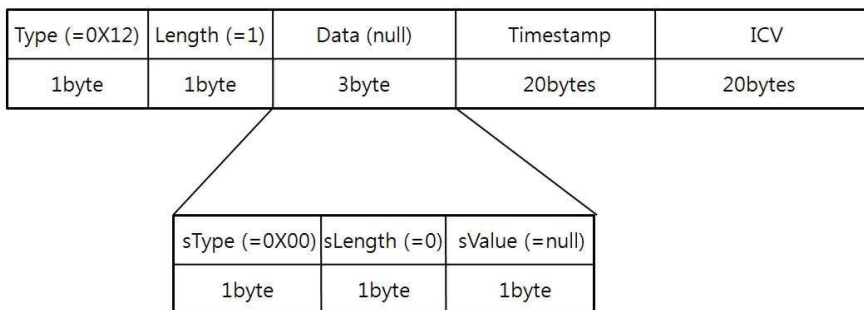 Type (=0X12) Length (=1) Data (null) Timestamp ICV
1byte 1byte 3byte 20bytes 20bytes
sType (=0X00) sLength (=0) sValue (=null)
1byte 1byte 1byte